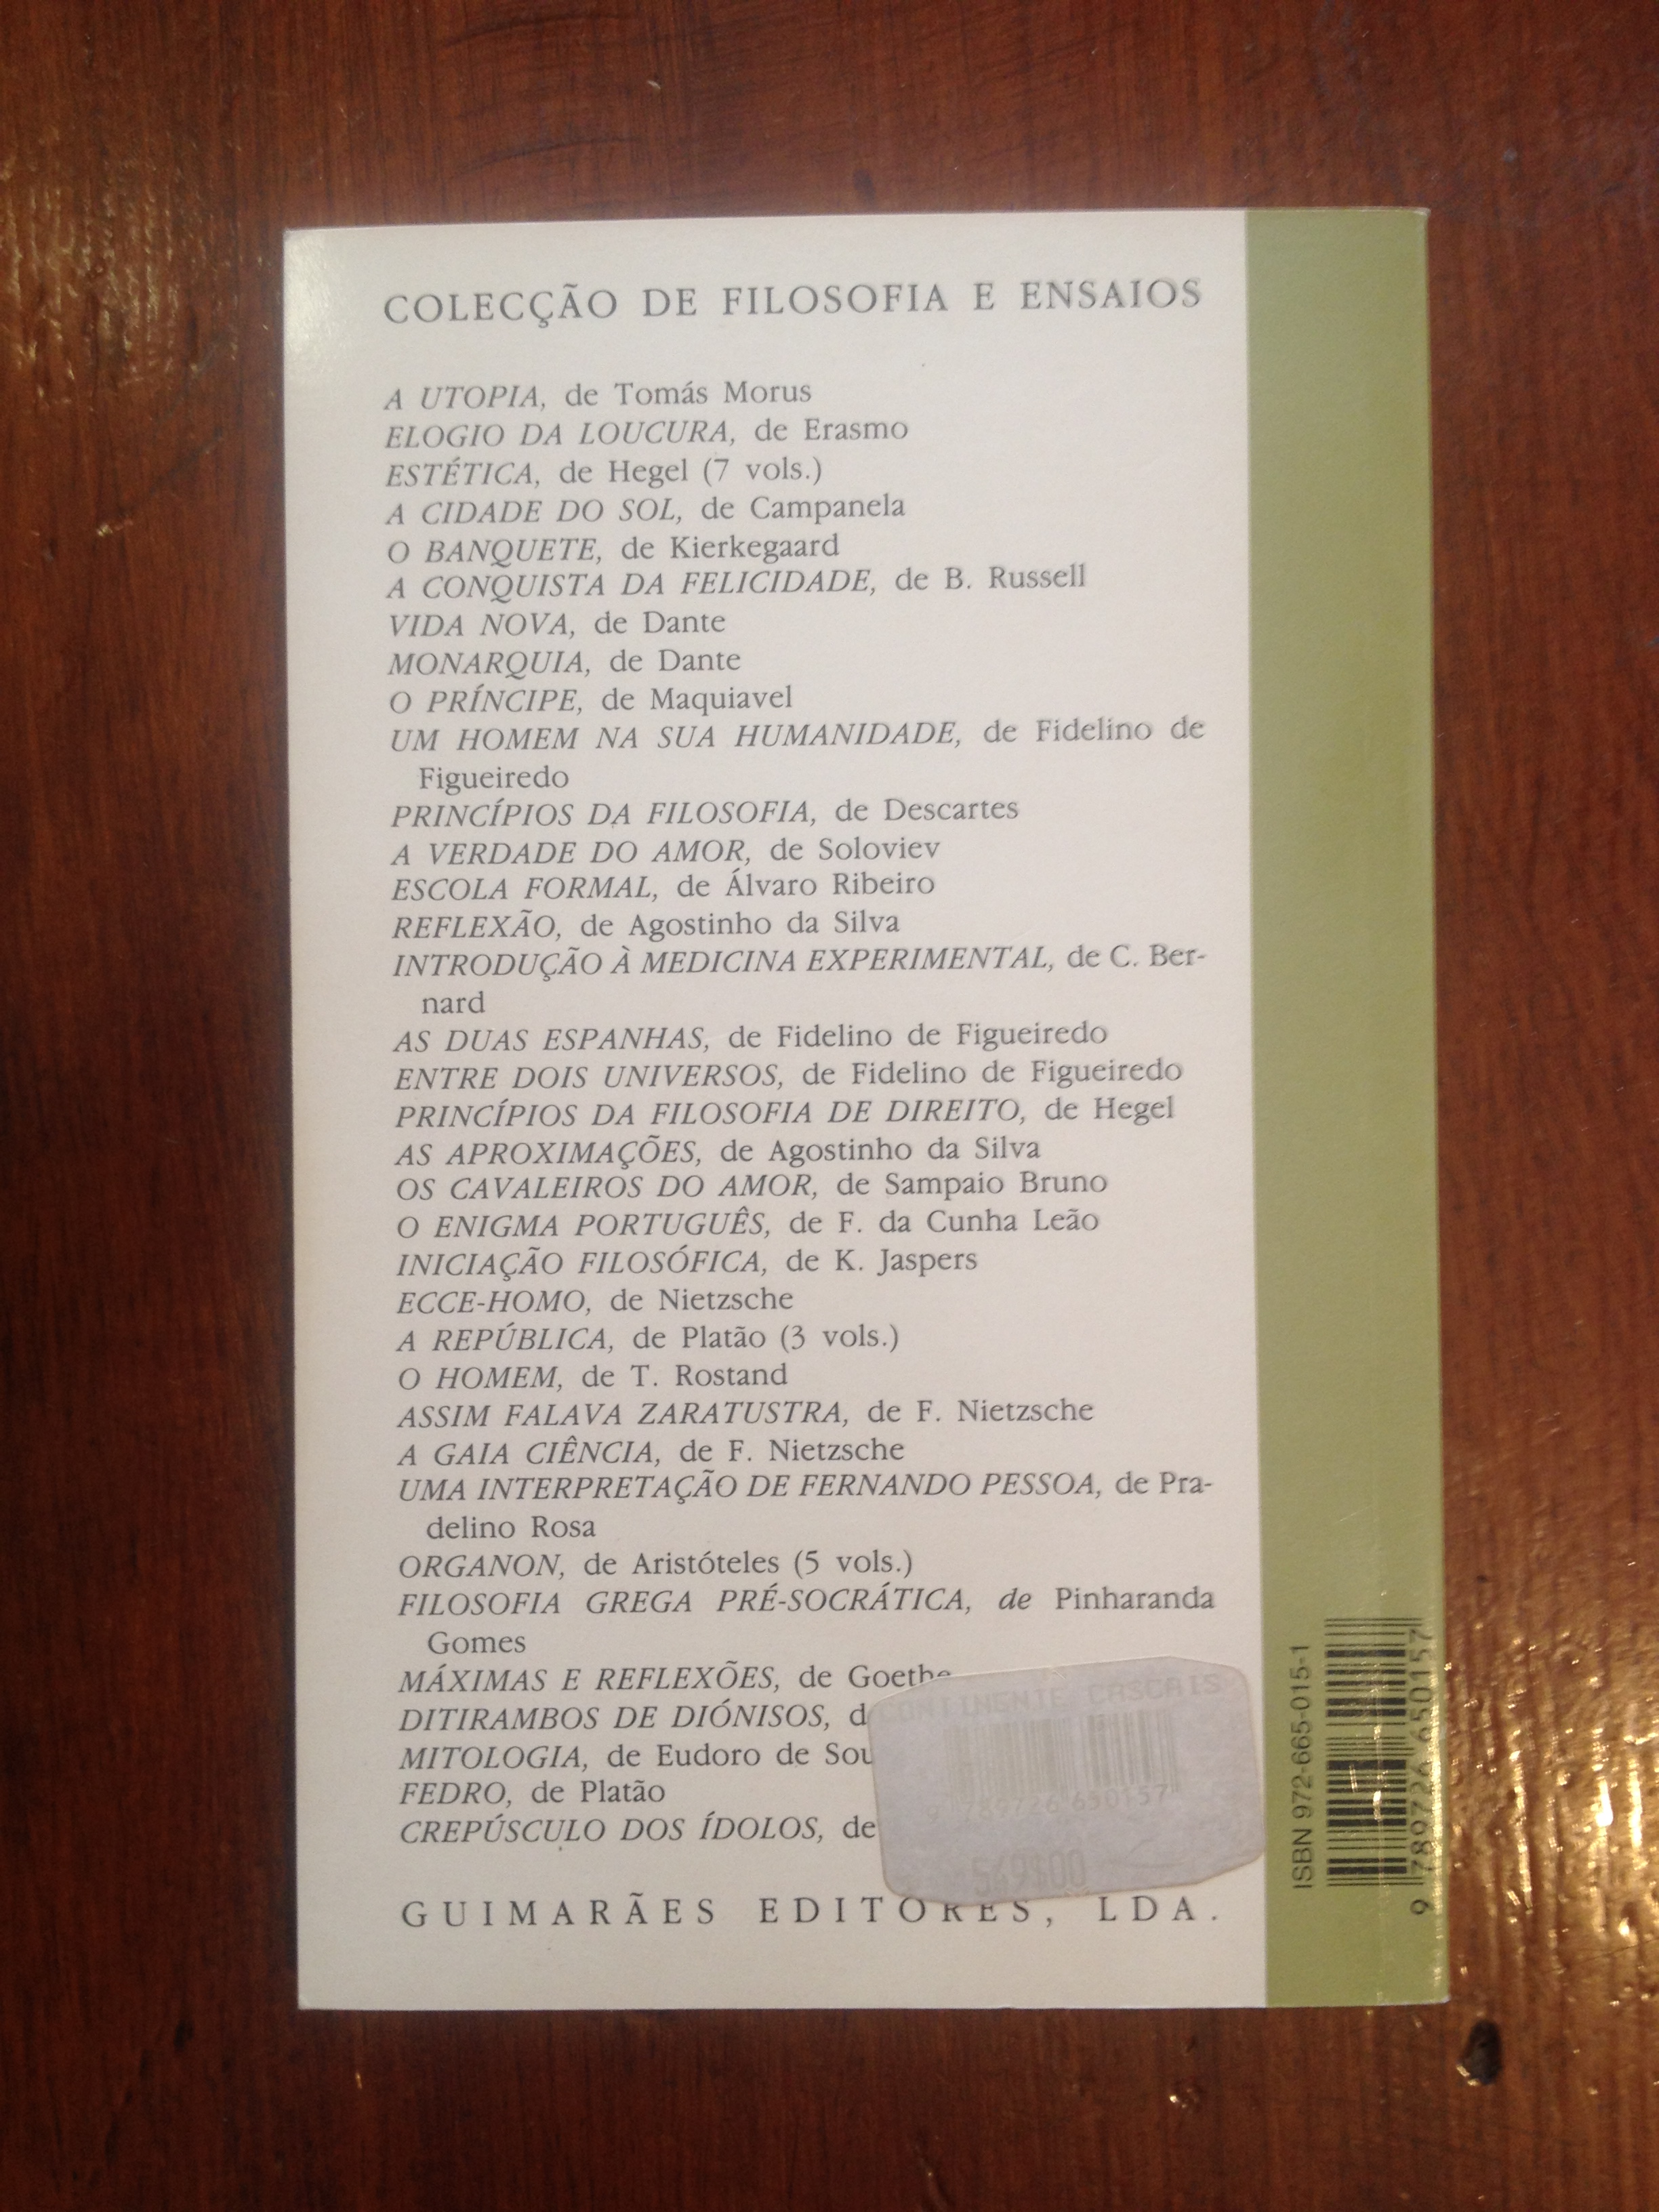 COLECÇÃO DE FILOSOFIA E ENSAIOS
A UTOPIA, de Tomás Morus
ELOGIO DA LOUCURA, de Erasmo
ESTÉTICA, de Hegel (7 vols.)
A CIDADE DO SOL, de Campanela
O BANQUETE, de Kierkegaard
A CONQUISTA DA FELICIDADE, de B. Russell
VIDA NOVA, de Dante
MONARQUIA, de Dante
O PRÍNCIPE, de Maquiavel
UM HOMEM NA SUA HUMANIDADE, de Fidelino de
Figueiredo
PRINCÍPIOS DA FILOSOFIA, de Descartes
A VERDADE DO AMOR, de Soloviev
ESCOLA FORMAL, de Álvaro Ribeiro
REFLEXÃO, de Agostinho da Silva
INTRODUÇÃO À MEDICINA EXPERIMENTAL, de C. Ber-
nard
AS DUAS ESPANHAS, de Fidelino de Figueiredo
ENTRE DOIS UNIVERSOS, de Fidelino de Figueiredo
PRINCÍPIOS DA FILOSOFIA DE DIREITO, de Hegel
AS APROXIMAÇÕES, de Agostinho da Silva
OS CAVALEIROS DO AMOR, de Sampaio Bruno
O ENIGMA PORTUGUÊS, de F. da Cunha Leão
INICIAÇÃO FILOSÓFICA, de K. Jaspers
ECCE-HOMO, de Nietzsche
A REPÚBLICA, de Platão (3 vols.)
O HOMEM, de T. Rostand
ASSIM FALAVA ZARATUSTRA, de F. Nietzsche
A GAIA CIÊNCIA, de F. Nietzsche
UMA INTERPRETAÇÃO DE FERNANDO PESSOA, de Pra-
delino Rosa
ORGANON, de Aristóteles (5 vols.)
FILOSOFIA GREGA PRÉ-SOCRÁTICA, de Pinharanda
Gomes
MÁXIMAS E REFLEXÕES, de Goethe
DITIRAMBOS DE DIÓNISOS, d
MITOLOGIA, de Eudoro de Sou
FEDRO, de Platão
CREPÚSCULO DOS ÍDOLOS, de
GUIMARÃES EDITORES, LDA.
CONTINENTE CASCAIS
9 789726 650157
ISBN 972-665-015-1
9 789726 650157